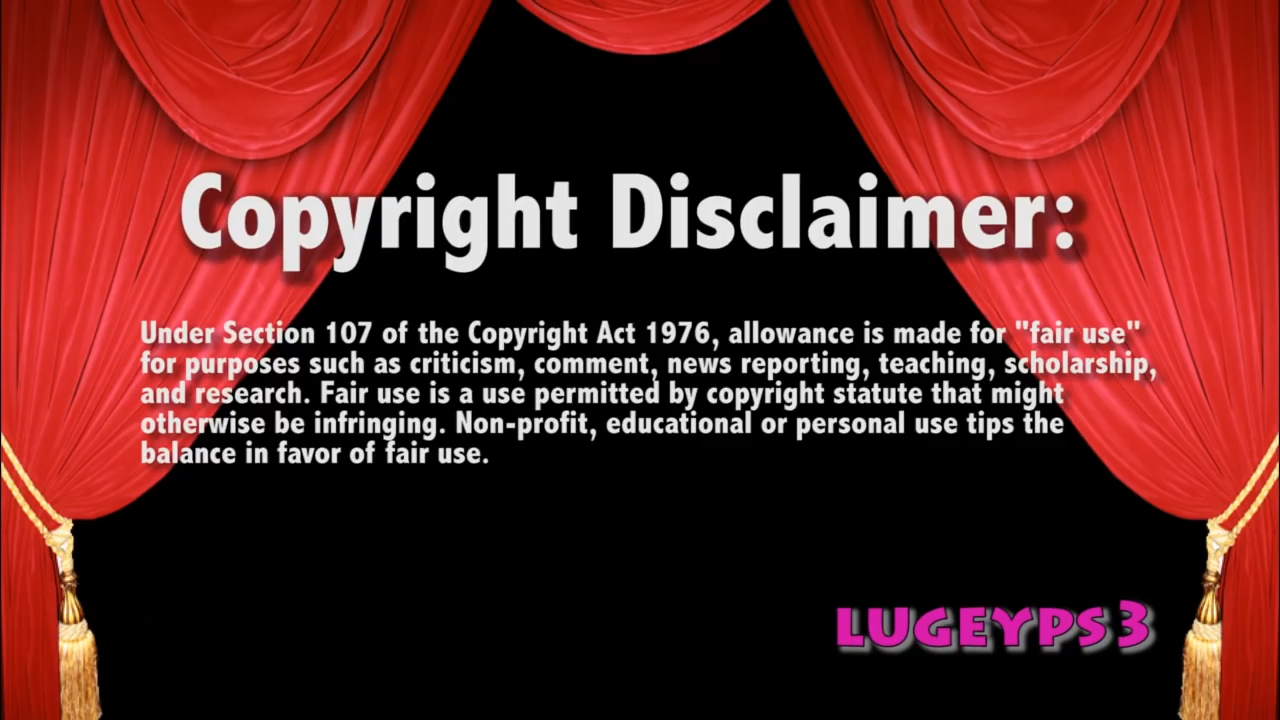 Copyright Disclaimer:
Under Section 107 of the Copyright Act 1976, allowance is made for "fair use"
for purposes such as criticism, comment, news reporting, teaching, scholarship,
and research. Fair use is a use permitted by copyright statute that might
otherwise be infringing. Non-profit, educational or personal use tips the
balance in favor of fair use.
LUGEYPS3